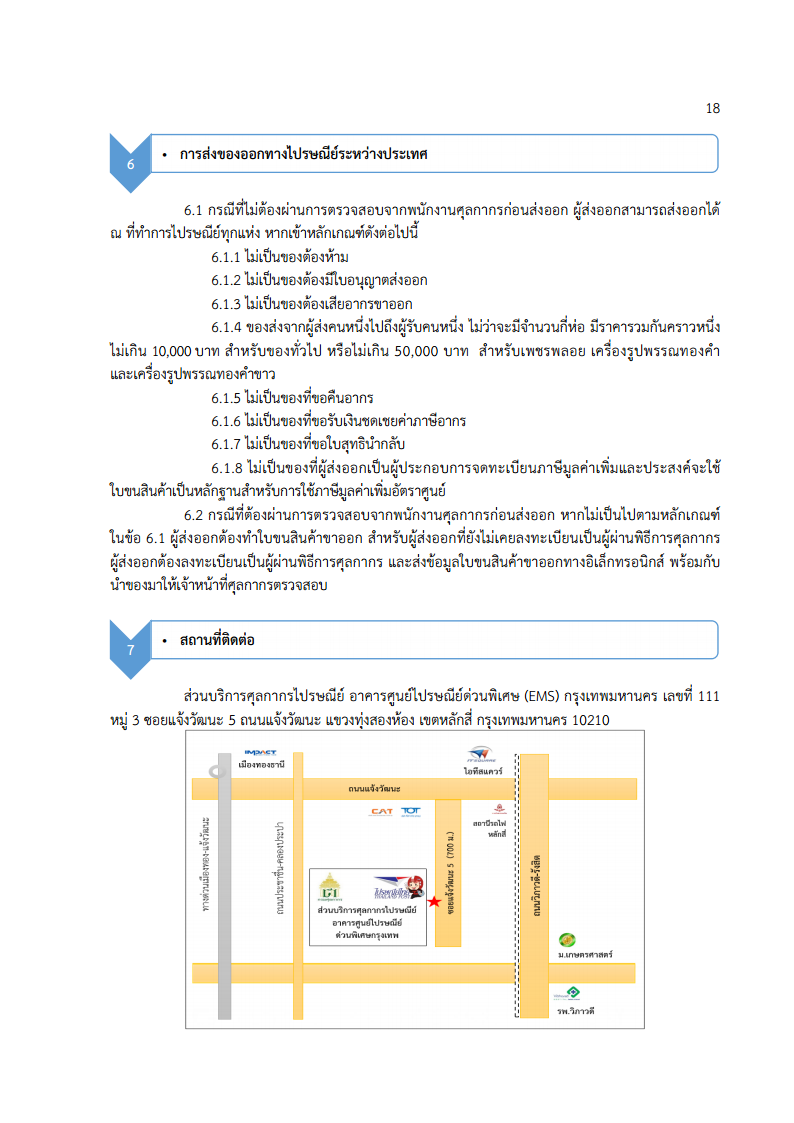 18
6
• การส่งของออกทางไปรษณีย์ระหว่างประเทศ
6.1 กรณีที่ไม่ต้องผ่านการตรวจสอบจากพนักงานศุลกากรก่อนส่งออก ผู้ส่งออกสามารถส่งออกได้
ณ ที่ทำการไปรษณีย์ทุกแห่ง หากเข้าหลักเกณฑ์ดังต่อไปนี้
6.1.1 ไม่เป็นของต้องห้าม
6.1.2 ไม่เป็นของต้องมีใบอนุญาตส่งออก
6.1.3 ไม่เป็นของต้องเสียอากรขาออก
6.1.4 ของส่งจากผู้ส่งคนหนึ่งไปถึงผู้รับคนหนึ่ง ไม่ว่าจะมีจำนวนกี่ห่อ มีราคารวมกันคราวหนึ่ง
ไม่เกิน 10,000 บาท สำหรับของทั่วไป หรือไม่เกิน 50,000 บาท สำหรับเพชรพลอย เครื่องรูปพรรณทองคำ
และเครื่องรูปพรรณทองคำขาว
6.1.5 ไม่เป็นของที่ขอคืนอากร
6.1.6 ไม่เป็นของที่ขอรับเงินชดเชยค่าภาษีอากร
6.1.7 ไม่เป็นของที่ขอใบสุทธินำกลับ
6.1.8 ไม่เป็นของที่ผู้ส่งออกเป็นผู้ประกอบการจดทะเบียนภาษีมูลค่าเพิ่มและประสงค์จะใช้
ใบขนสินค้าเป็นหลักฐานสำหรับการใช้ภาษีมูลค่าเพิ่มอัตราศูนย์
6.2 กรณีที่ต้องผ่านการตรวจสอบจากพนักงานศุลกากรก่อนส่งออก หากไม่เป็นไปตามหลักเกณฑ์
ในข้อ 6.1 ผู้ส่งออกต้องทำใบขนสินค้าขาออก สำหรับผู้ส่งออกที่ยังไม่เคยลงทะเบียนเป็นผู้ผ่านพิธีการศุลกากร
ผู้ส่งออกต้องลงทะเบียนเป็นผู้ผ่านพิธีการศุลกากร และส่งข้อมูลใบขนสินค้าขาออกทางอิเล็กทรอนิกส์ พร้อมกับ
นำของมาให้เจ้าหน้าที่ศุลกากรตรวจสอบ
7
• สถานที่ติดต่อ
ส่วนบริการศุลกากรไปรษณีย์ อาคารศูนย์ไปรษณีย์ด่วนพิเศษ (EMS) กรุงเทพมหานคร เลขที่ 111
หมู่ 3 ซอยแจ้งวัฒนะ 5 ถนนแจ้งวัฒนะ แขวงทุ่งสองห้อง เขตหลักสี่ กรุงเทพมหานคร 10210
IMPACT
เมืองทองธานี
ไอทีสแควร์
ถนนแจ้งวัฒนะ
CAT
TOT
สถานีรถไฟ
หลักสี่
ทางด่วนเมืองทอง-แจ้งวัฒนะ
ถนนประชาชื่น-คลองประปา
ซอยแจ้งวัฒนะ 5 (700 ม.)
ถนนวิภาวดี-รังสิต
ไปรษณีย์ไทย
THAILAND POST
ส่วนบริการศุลกากรไปรษณีย์
อาคารศูนย์ไปรษณีย์
ด่วนพิเศษกรุงเทพ
ม.เกษตรศาสตร์
รพ.วิภาวดี